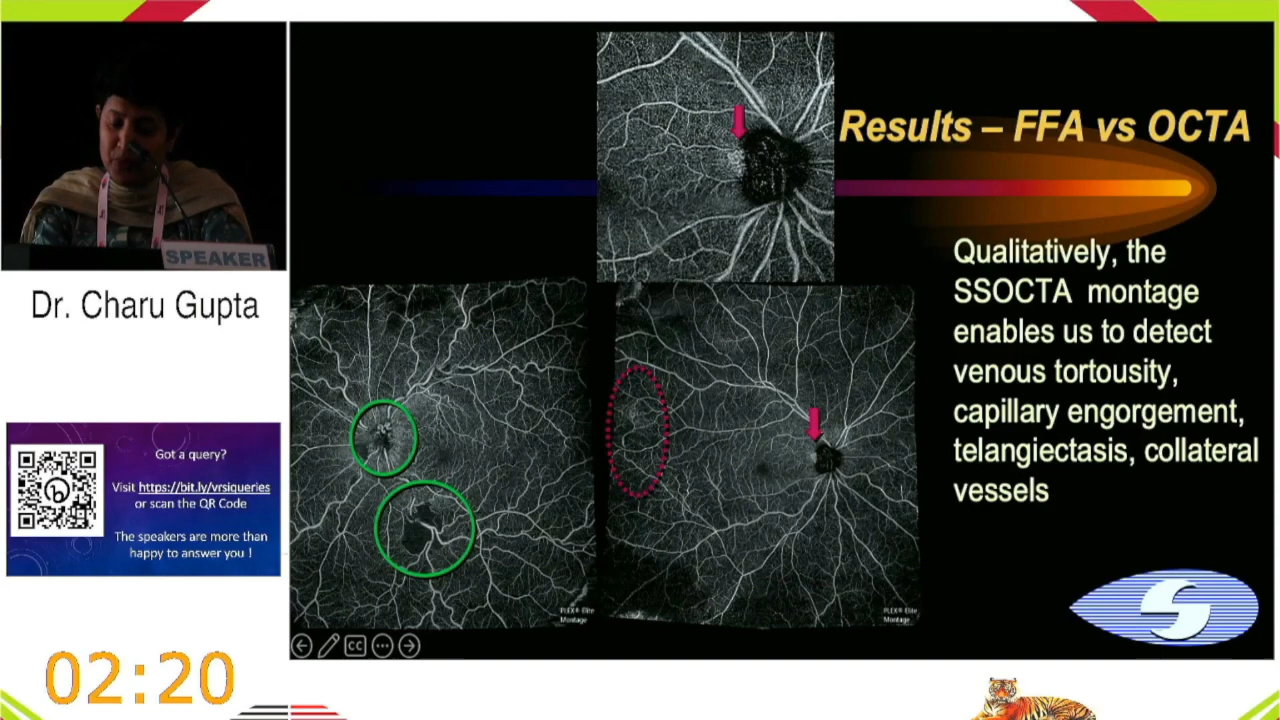 SPEAKER
Dr. Charu Gupta
Got a query?
Visit https://bit.ly/vrsiqueries
or scan the QR Code
The speakers are more than
happy to answer you !
02:20
Results – FFA vs OCTA
Qualitatively, the
SSOCTA montage
enables us to detect
venous tortousity,
capillary engorgement,
telangiectasis, collateral
vessels
PLEX® Elite
Montage
PLEX® Elite
Montage
CC